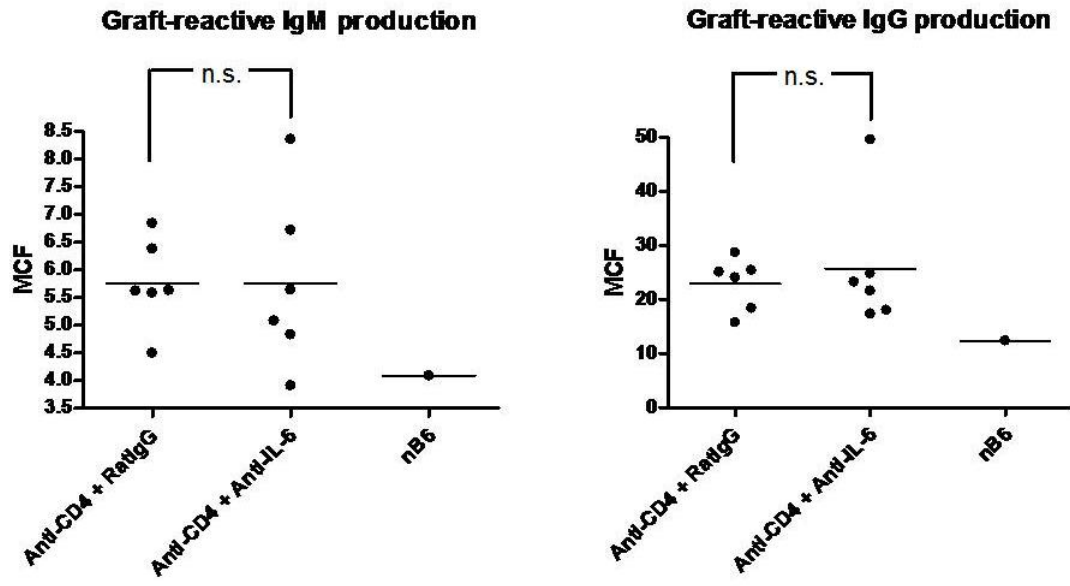 Graft-reactive IgM production
n.s.
8.5
8.0
7.5
7.0
6.5
6.0
5.5
5.0
4.5
4.0
3.5
MCF
Anti-CD4 + RatIgG
Anti-CD4 + Anti-IL-6
nB6
Graft-reactive IgG production
n.s.
50
40
30
20
10
0
MCF
Anti-CD4 + RatIgG
Anti-CD4 + Anti-IL-6
nB6